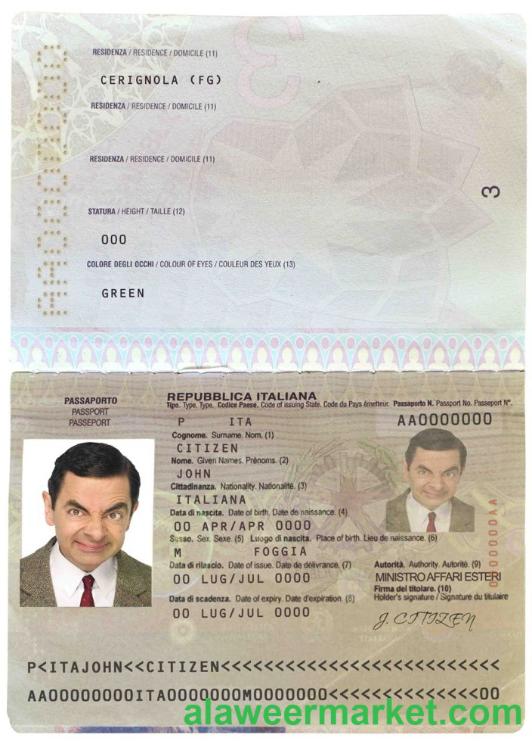 RESIDENZA / RESIDENCE / DOMICILE (11)
CERIGNOLA (FG)
RESIDENZA / RESIDENCE / DOMICILE (11)
RESIDENZA / RESIDENCE / DOMICILE (11)
3
STATURA / HEIGHT / TAILLE (12)
000
COLORE DEGLI OCCHI / COLOUR OF EYES / COULEUR DES YEUX (13)
GREEN
PASSAPORTO
PASSPORT
PASSEPORT
REPUBBLICA ITALIANA
Tipo. Type. Type. Codice Paese. Code of issuing State. Code du Pays émetteur. Passaporto N. Passport No. Passeport N°.
P ITA AA0000000
Cognome. Surname. Nom. (1)
CITIZEN
Nome. Given Names. Prénoms. (2)
JOHN
Cittadinanza. Nationality. Nationalité. (3)
ITALIANA
Data di nascita. Date of birth. Date de naissance. (4)
00 APR/APR 0000
Sesso. Sex. Sexe. (5) Luogo di nascita. Place of birth. Lieu de naissance. (6)
M FOGGIA
Data di rilascio. Date of issue. Date de délivrance. (7) Autorità. Authority. Autorité. (9)
00 LUG/JUL 0000 MINISTRO AFFARI ESTERI
Data di scadenza. Date of expiry. Date d'expiration. (8) Firma del titolare. (10)
Holder's signature / Signature du titulaire
00 LUG/JUL 0000 J. CITIZEN
P<ITAJOHN<<CITIZEN<<<<<<<<<<<<<<<<<<<<<<<<<<
AA00000000ITA0000000M0000000<<<<<<<<<<<<<<00
alaweermarket.com